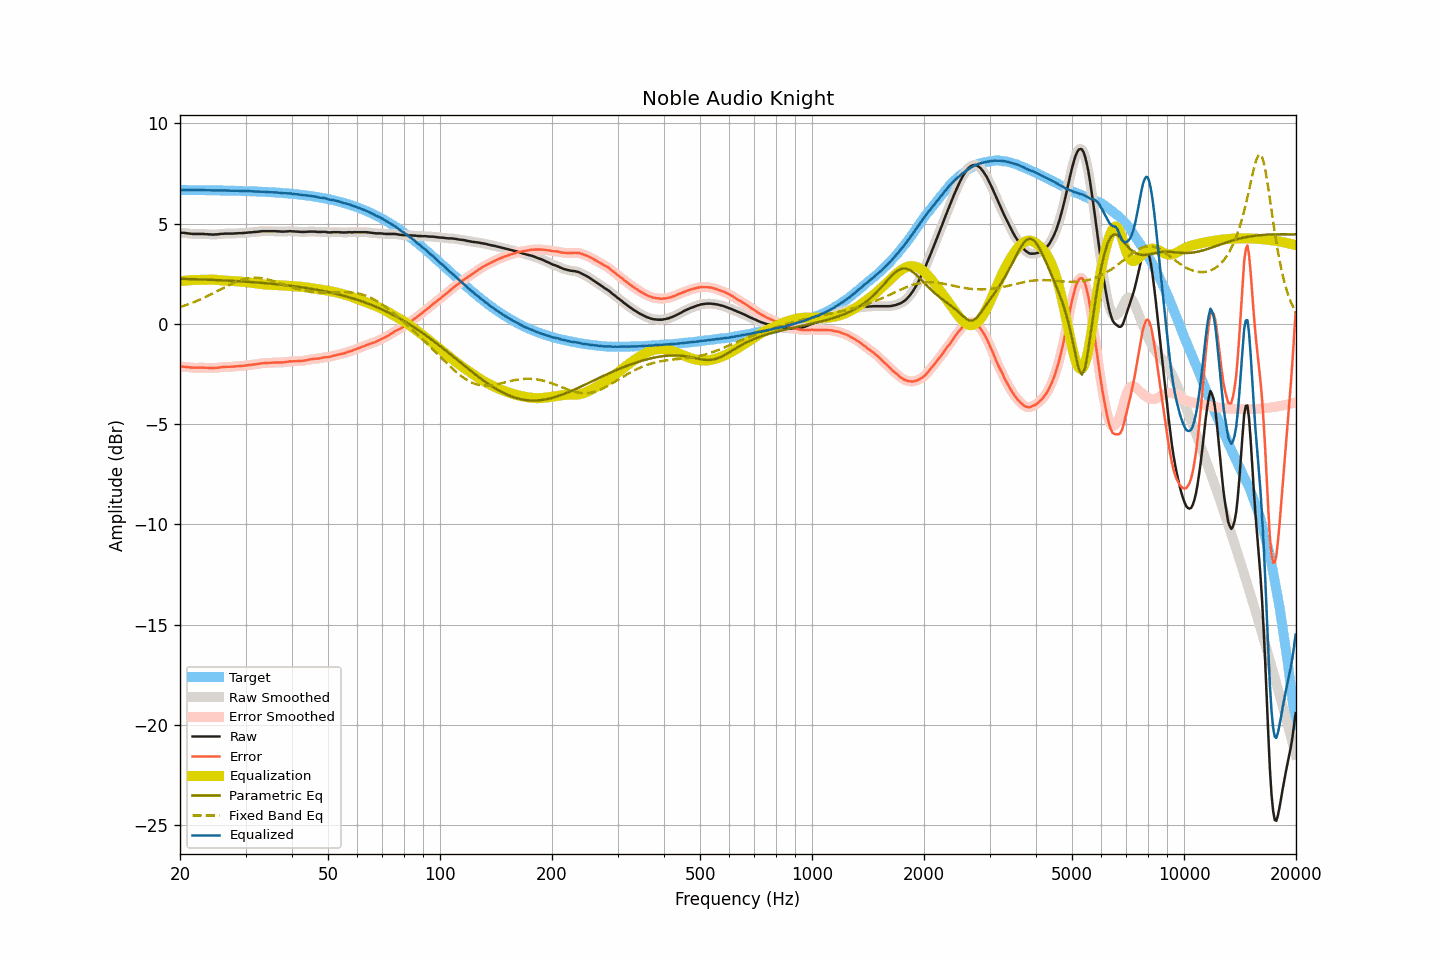 Noble Audio Knight
10
5
0
−5
−10
−15
−20
−25
Amplitude (dBr)
Target
Raw Smoothed
Error Smoothed
Raw
Error
Equalization
Parametric Eq
Fixed Band Eq
Equalized
20 50 100 200 500 1000 2000 5000 10000 20000
Frequency (Hz)